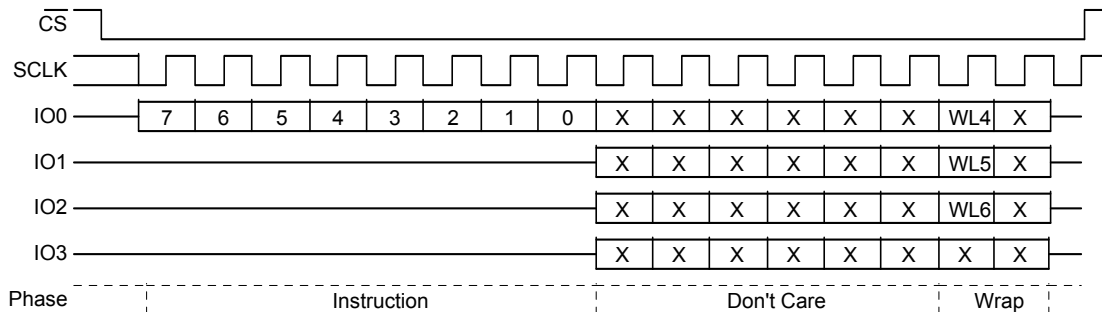 CS
SCLK
IO0 7 6 5 4 3 2 1 0 X X X X X X WL4 X
IO1 X X X X X X WL5 X
IO2 X X X X X X WL6 X
IO3 X X X X X X X X
Phase Instruction Don't Care Wrap